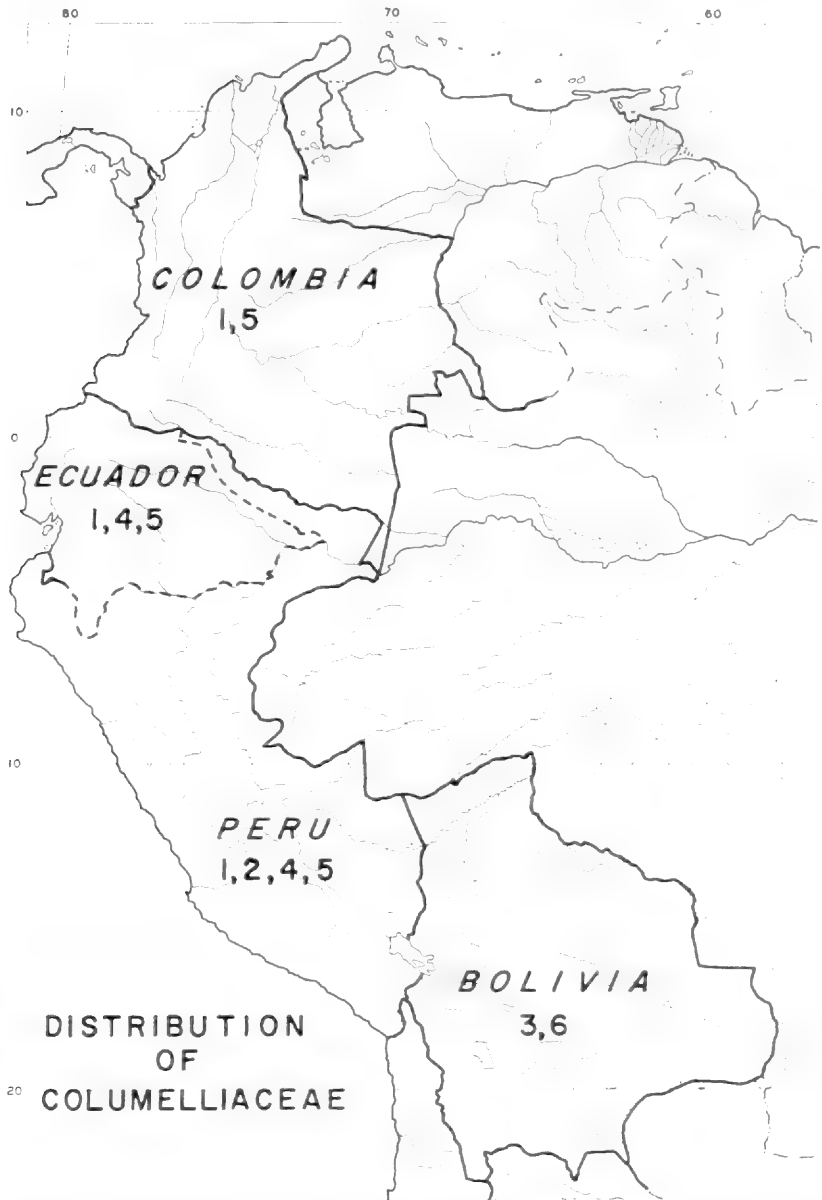 80 70 60
10
COLOMBIA
1,5
0
ECUADOR
1,4,5
10
PERU
1,2,4,5
BOLIVIA
3,6
DISTRIBUTION
OF
20
COLUMELLIACEAE